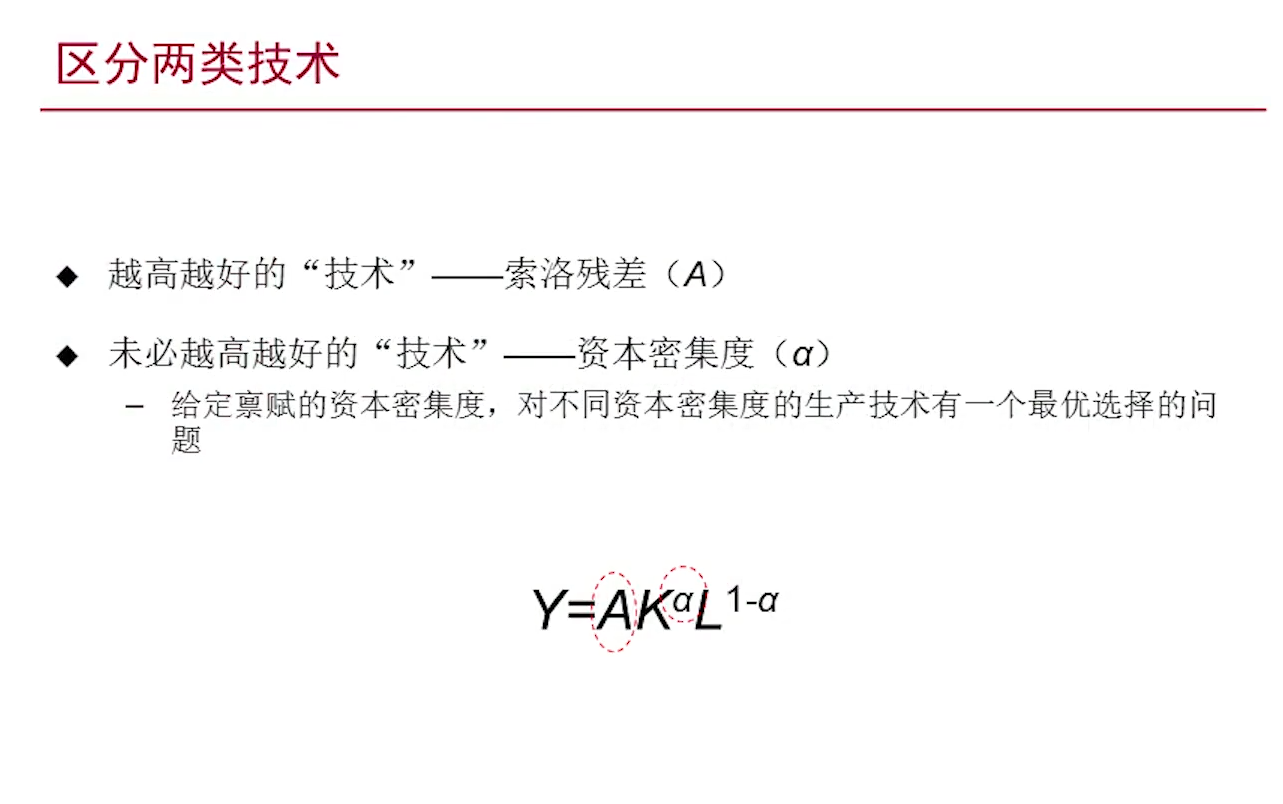 区分两类技术
◆ 越高越好的“技术”——索洛残差（A）
◆ 未必越高越好的“技术”——资本密集度（α）
– 给定禀赋的资本密集度，对不同资本密集度的生产技术有一个最优选择的问
题
Y=AK^αL^1-α